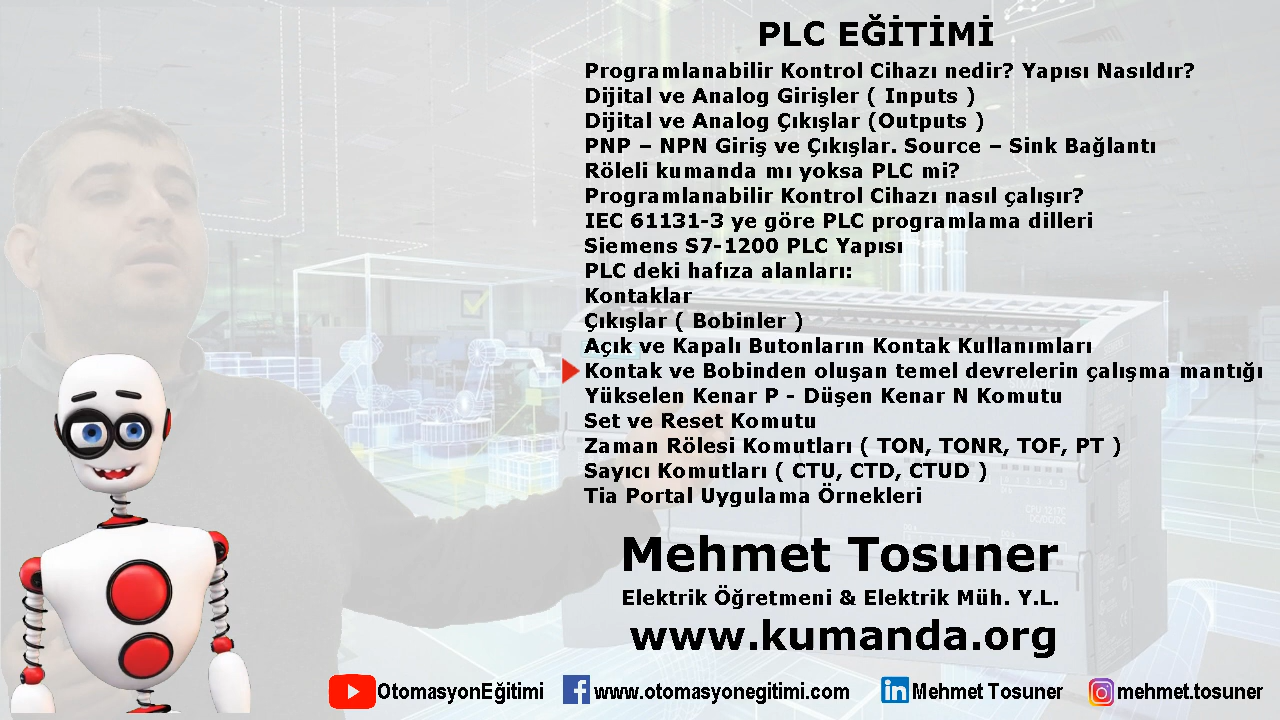 PLC EĞİTİMİ
Programlanabilir Kontrol Cihazı nedir? Yapısı Nasıldır?
Dijital ve Analog Girişler ( Inputs )
Dijital ve Analog Çıkışlar (Outputs )
PNP – NPN Giriş ve Çıkışlar. Source – Sink Bağlantı
Röleli kumanda mı yoksa PLC mi?
Programlanabilir Kontrol Cihazı nasıl çalışır?
IEC 61131-3 ye göre PLC programlama dilleri
Siemens S7-1200 PLC Yapısı
PLC deki hafıza alanları:
Kontaklar
Çıkışlar ( Bobinler )
Açık ve Kapalı Butonların Kontak Kullanımları
Kontak ve Bobinden oluşan temel devrelerin çalışma mantığı
Yükselen Kenar P - Düşen Kenar N Komutu
Set ve Reset Komutu
Zaman Rölesi Komutları ( TON, TONR, TOF, PT )
Sayıcı Komutları ( CTU, CTD, CTUD )
Tia Portal Uygulama Örnekleri
Mehmet Tosuner
Elektrik Öğretmeni & Elektrik Müh. Y.L.
www.kumanda.org
OtomasyonEğitimi www.otomasyonegitimi.com Mehmet Tosuner mehmet.tosuner